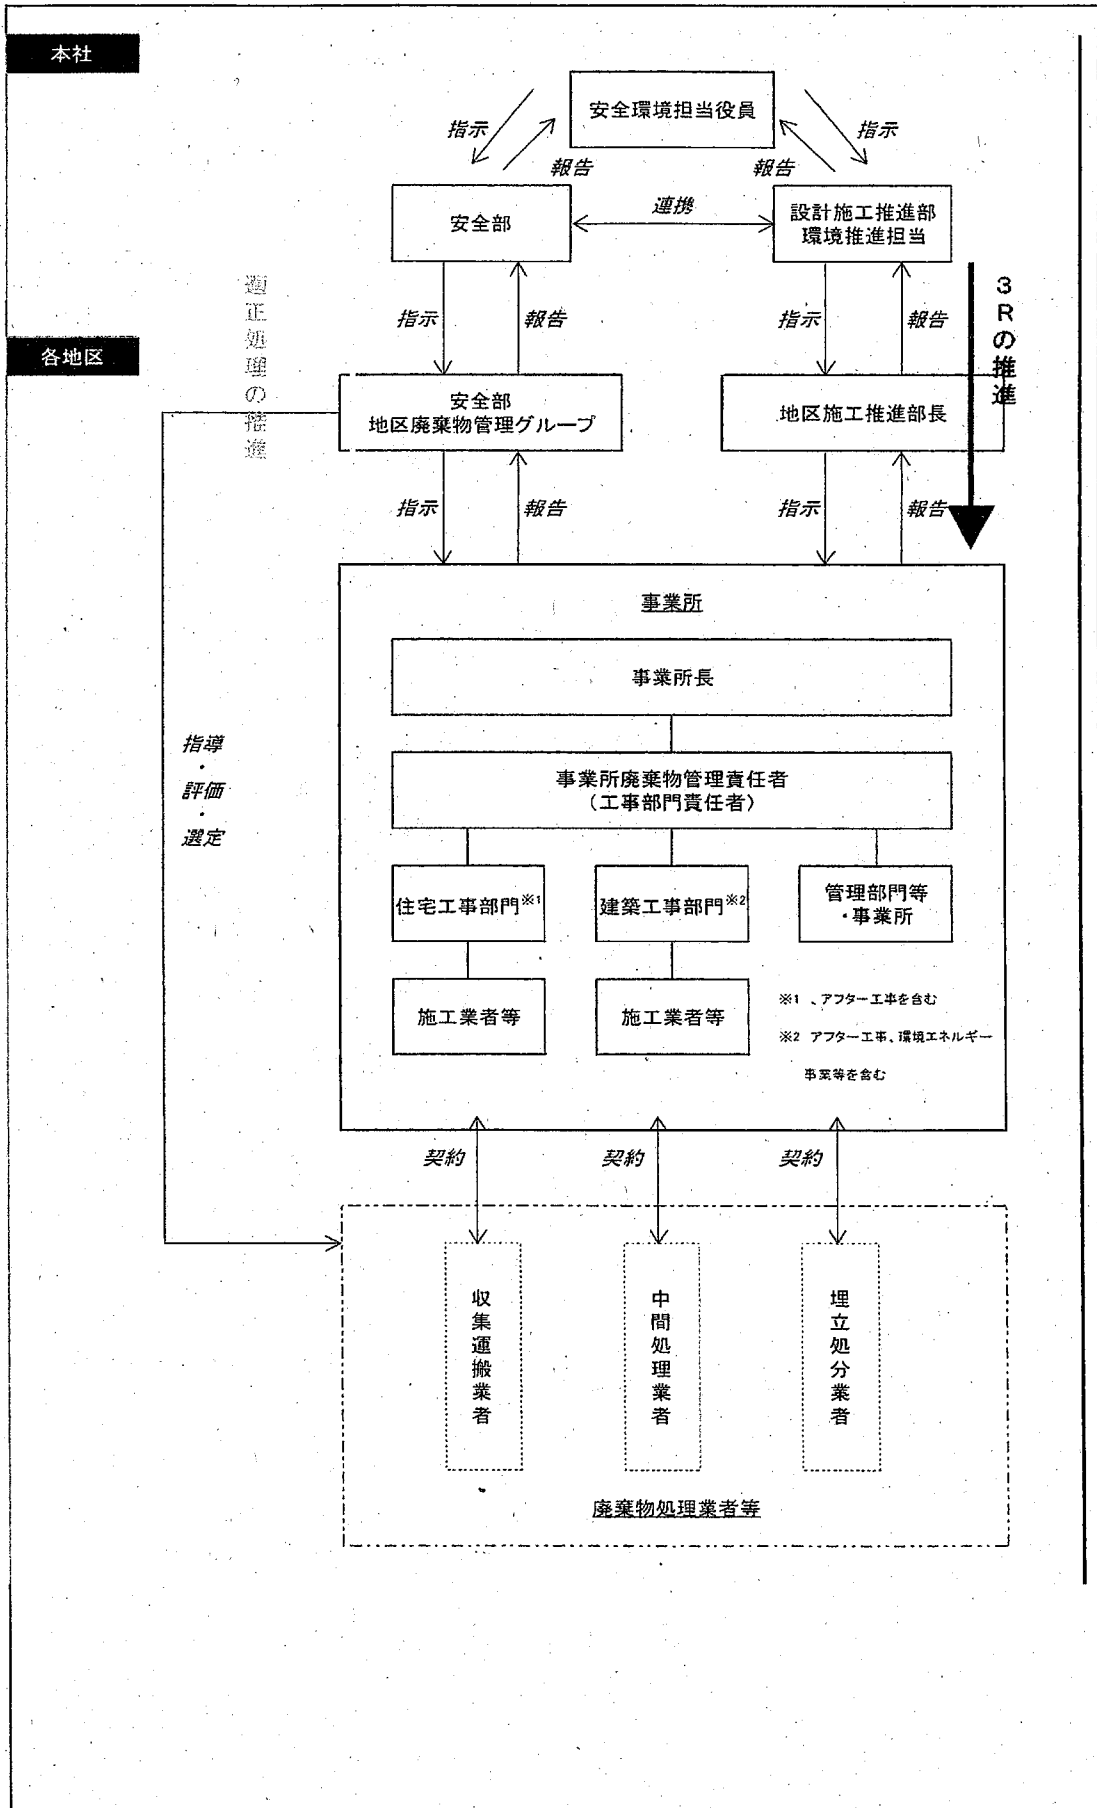 本社
安全環境担当役員
指示
報告
報告
指示
安全部
連携
設計施工推進部
環境推進担当
適正処理の推進
3Rの推進
指示
報告
指示
報告
各地区
安全部
地区廃棄物管理グループ
地区施工推進部長
指示
報告
指示
報告
事業所
事業所長
指導
・
評価
・
選定
事業所廃棄物管理責任者
（工事部門責任者）
住宅工事部門※1
建築工事部門※2
管理部門等
・事業所
施工業者等
施工業者等
※1 、アフター工事を含む
※2 アフター工事、環境エネルギー
事業等を含む
契約
契約
契約
収集運搬業者
中間処理業者
埋立処分業者
廃棄物処理業者等